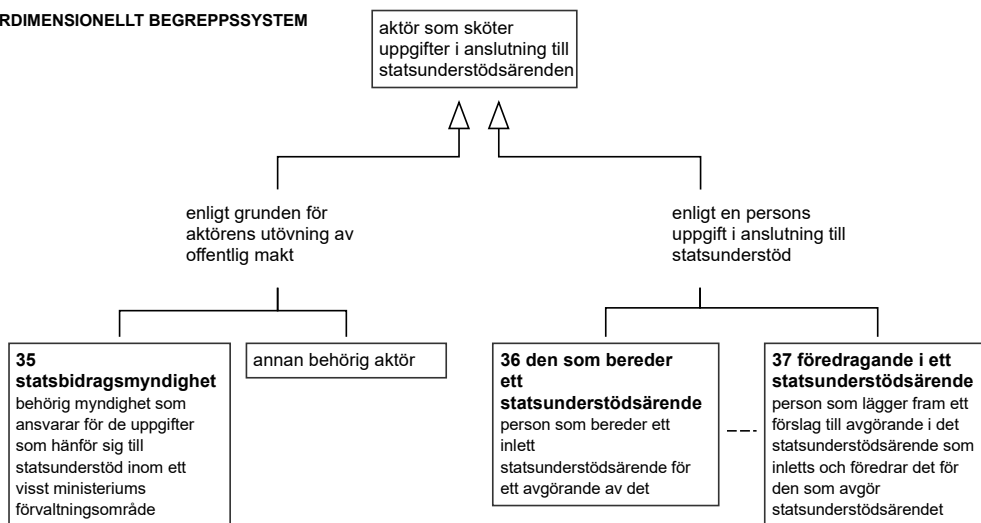 RDIMENSIONELLT BEGREPPSSYSTEM
aktör som sköter
uppgifter i anslutning till
statsunderstödsärenden
enligt grunden för
aktörens utövning av
offentlig makt
enligt en persons
uppgift i anslutning till
statsunderstöd
35
statsbidragsmyndighet
behörig myndighet som
ansvarar för de uppgifter
som hänför sig till
statsunderstöd inom ett
visst ministeriums
förvaltningsområde
annan behörig aktör
36 den som bereder
ett
statsunderstödsärende
person som bereder ett
inlett
statsunderstödsärende för
ett avgörande av det
37 föredragande i ett
statsunderstödsärende
person som lägger fram ett
förslag till avgörande i det
statsunderstödsärende som
inletts och föredrar det för
den som avgör
statsunderstödsärendet